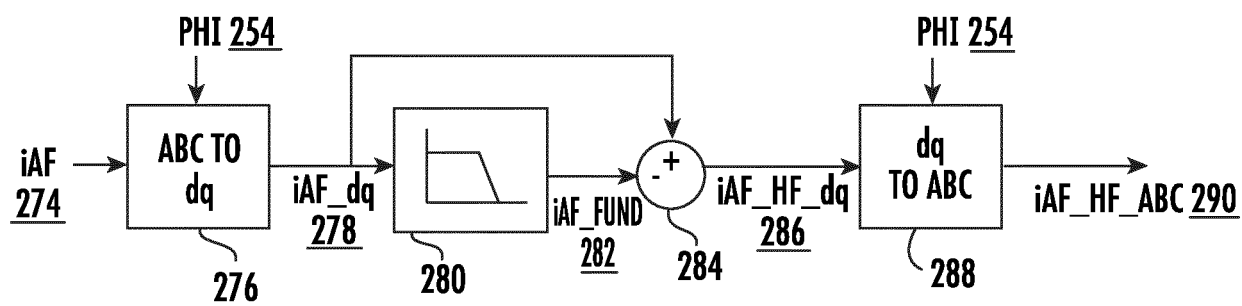 PHI 254
PHI 254
iAF
274
ABC TO
dq
276
iAF_dq
278
280
iAF_FUND
282
+
-
284
iAF_HF_dq
286
dq
TO ABC
288
iAF_HF_ABC 290